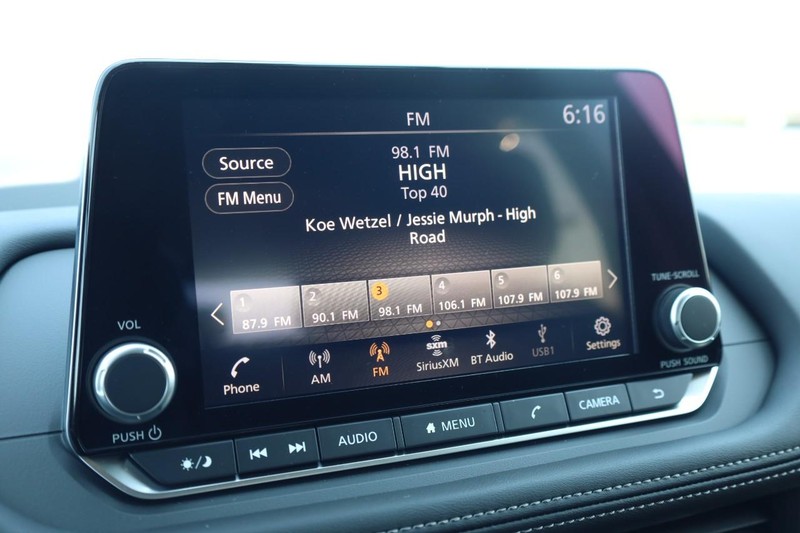 FM
6:16
Source
98.1 FM
HIGH
Top 40
FM Menu
Koe Wetzel / Jessie Murph - High
Road
1
87.9 FM
2
90.1 FM
3
98.1 FM
4
106.1 FM
5
107.9 FM
6
107.9 FM
Phone
AM
FM
sxm
SiriusXM
BT Audio
USB1
Settings
VOL
PUSH
TUNE-SCROLL
PUSH SOUND
AUDIO
MENU
CAMERA